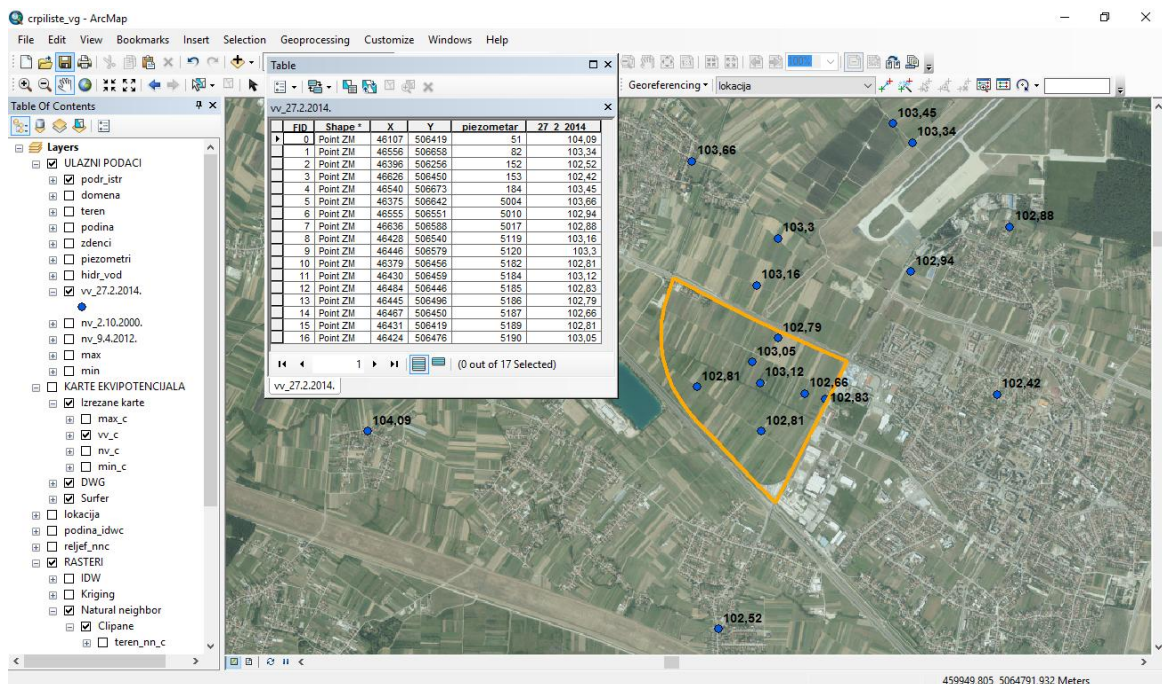 crpiliste_vg - ArcMap
File Edit View Bookmarks Insert Selection Geoprocessing Customize Windows Help
100%
Georeferencing lokacija
Table Of Contents
Layers
ULAZNI PODACI
podr_istr
domena
teren
podina
zdenci
piezometri
hidr_vod
vv_27.2.2014.
nv_2.10.2000.
nv_9.4.2012.
max
min
KARTE EKVIPOTENCIJALA
Izrezane karte
max_c
vv_c
nv_c
min_c
DWG
Surfer
lokacija
podina_idwc
reljef_nnc
RASTERI
IDW
Kriging
Natural neighbor
Clipane
teren_nn_c
Table
vv_27.2.2014.
FID Shape * X Y piezometar 27_2_2014
0 Point ZM 46107 506419 51 104,09
1 Point ZM 46556 506658 82 103,34
2 Point ZM 46396 506256 152 102,52
3 Point ZM 46626 506450 153 102,42
4 Point ZM 46540 506673 184 103,45
5 Point ZM 46375 506642 5004 103,66
6 Point ZM 46555 506551 5010 102,94
7 Point ZM 46636 506588 5017 102,88
8 Point ZM 46428 506540 5119 103,16
9 Point ZM 46446 506579 5120 103,3
10 Point ZM 46379 506456 5182 102,81
11 Point ZM 46430 506459 5184 103,12
12 Point ZM 46484 506446 5185 102,83
13 Point ZM 46445 506496 5186 102,79
14 Point ZM 46467 506450 5187 102,66
15 Point ZM 46431 506419 5189 102,81
16 Point ZM 46424 506476 5190 103,05
1 (0 out of 17 Selected)
vv_27.2.2014.
103,45
103,34
103,66
102,88
103,3
102,94
103,16
102,79
103,05
103,12
102,81
102,66
102,83
102,42
104,09
102,81
102,52
459949,805 5064791,932 Meters